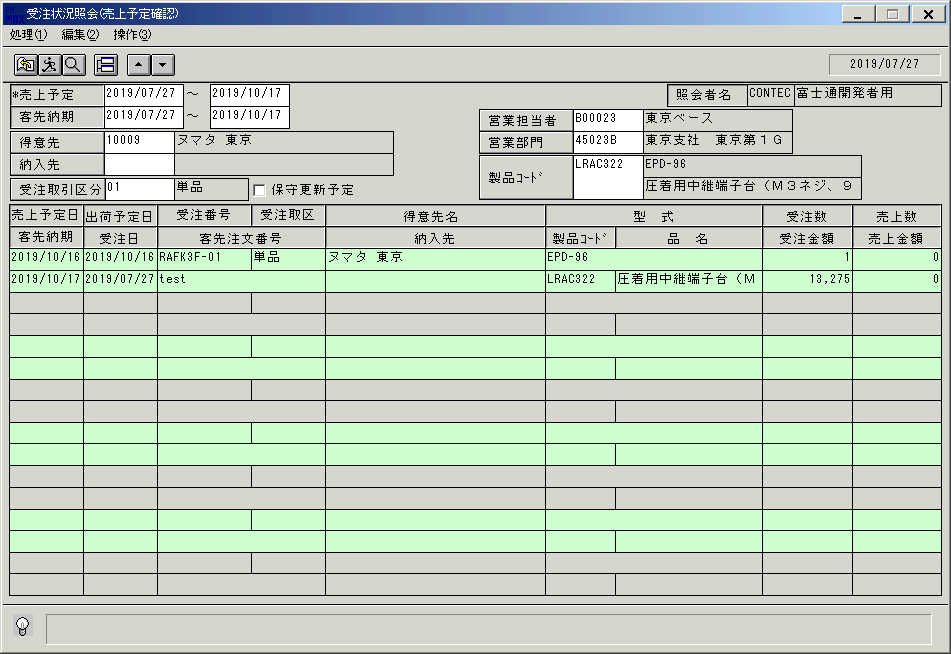 受注状況照会(売上予定確認)
処理(1) 編集(2) 操作(3)
2019/07/27
*売上予定 2019/07/27 ～ 2019/10/17
照会者名 CONTEC 富士通開発者用
客先納期 2019/07/27 ～ 2019/10/17
営業担当者 B00023 東京ベース
得意先 10009 ヌマタ 東京
営業部門 45023B 東京支社 東京第１Ｇ
納入先
製品ｺｰﾄﾞ LRAC322 EPD-96
受注取引区分 01 単品 保守更新予定
圧着用中継端子台（Ｍ３ネジ、９
売上予定日 出荷予定日 受注番号 受注取区 得意先名 型 式 受注数 売上数
客先納期 受注日 客先注文番号 納入先 製品ｺｰﾄﾞ 品 名 受注金額 売上金額
2019/10/16 2019/10/16 RAFK3F-01 単品 ヌマタ 東京 EPD-96 1 0
2019/10/17 2019/07/27 test LRAC322 圧着用中継端子台（Ｍ 13,275 0